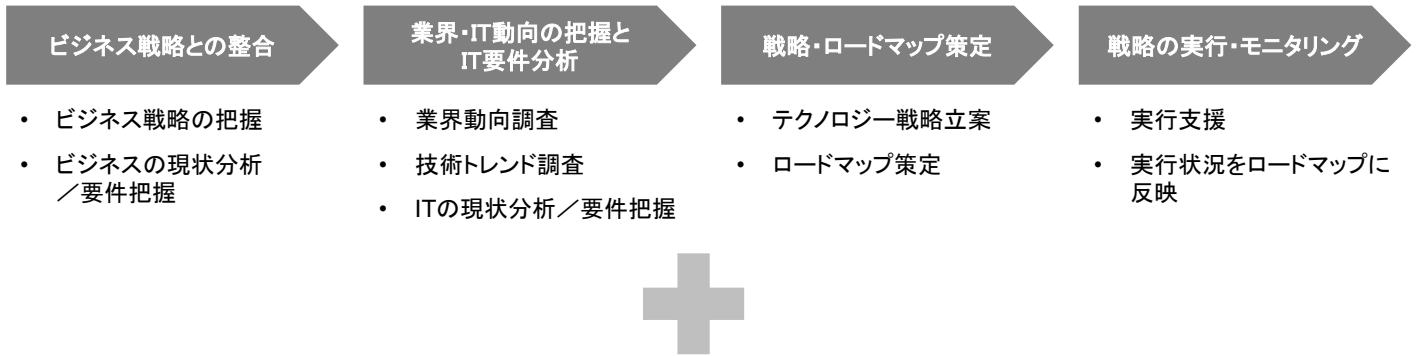 ビジネス戦略との整合
• ビジネス戦略の把握
• ビジネスの現状分析
／要件把握
業界・IT動向の把握と
IT要件分析
• 業界動向調査
• 技術トレンド調査
• ITの現状分析／要件把握
戦略・ロードマップ策定
• テクノロジー戦略立案
• ロードマップ策定
戦略の実行・モニタリング
• 実行支援
• 実行状況をロードマップに
反映